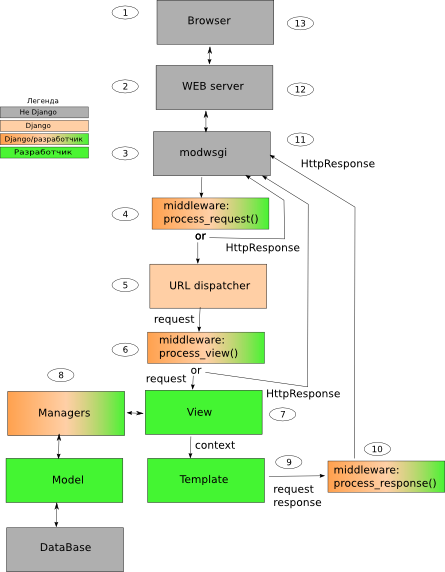 1
Browser
13
2
WEB server
12
Легенда
Не Django
Django
Django/разработчик
Разработчик
3
modwsgi
11
HttpResponse
4
middleware:
process_request()
or
HttpResponse
5
URL dispatcher
request
6
middleware:
process_view()
or
request
8
HttpResponse
Managers
View
7
context
10
9
Model
Template
middleware:
process_response()
request
response
DataBase